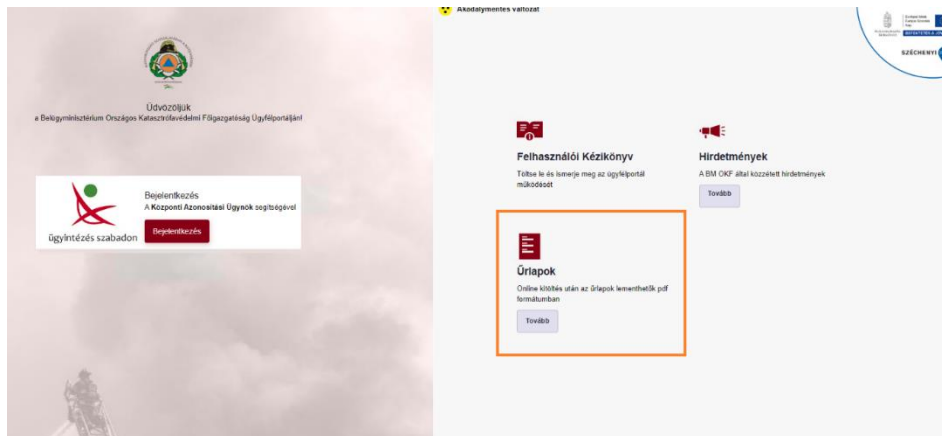 Üdvözöljük
a Belügyminisztérium Országos Katasztrófavédelmi Főigazgatóság Ügyfélportálján!
Bejelentkezés
A Központi Azonosítási Ügynök segítségével
Bejelentkezés
ügyintézés szabadon
Akadálymentes változat
SZÉCHENYI
Felhasználói Kézikönyv
Töltse le és ismerje meg az ügyfélportál
működését
Hirdetmények
A BM OKF által közzétett hirdetmények
Tovább
Űrlapok
Online kitöltés után az űrlapok lementhetők pdf
formátumban
Tovább